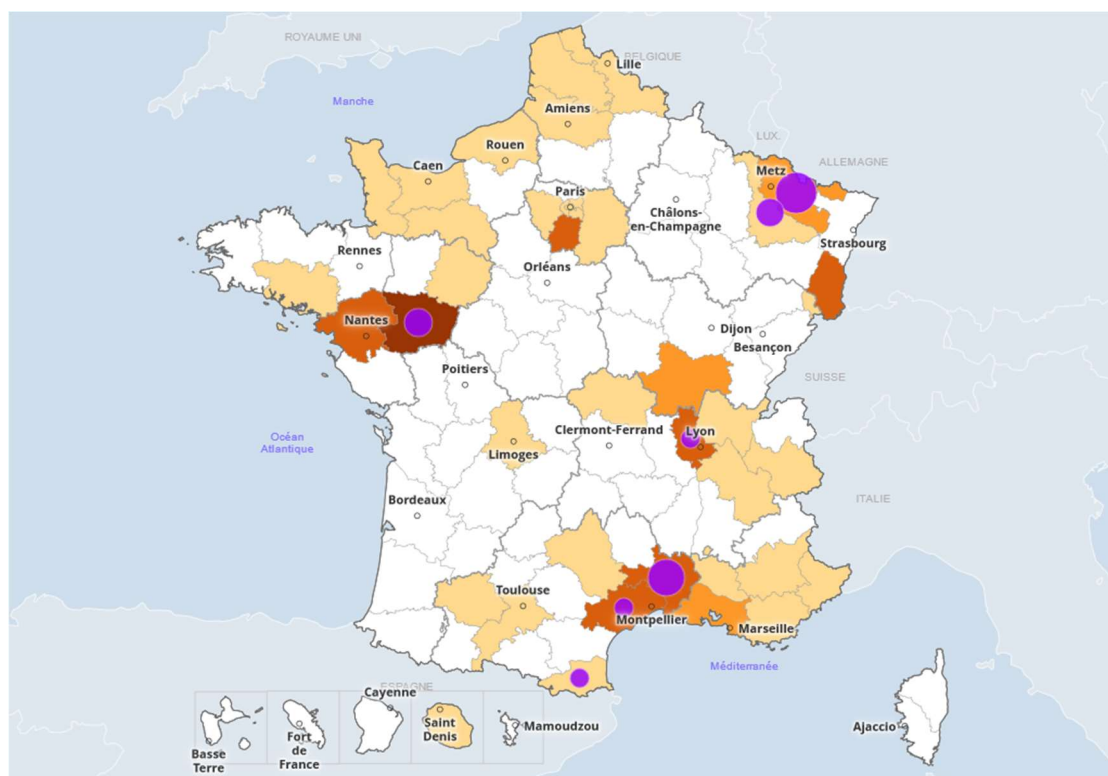 ROYAUME UNI
BELGIQUE
Lille
Manche
Amiens
LUX.
Rouen
ALLEMAGNE
Caen
Metz
Paris
Châlons-
en-Champagne
Strasbourg
Rennes
Orléans
Nantes
Dijon
Besançon
Poitiers
SUISSE
Clermont-Ferrand
Lyon
Océan
Atlantique
Limoges
Bordeaux
ITALIE
Toulouse
Montpellier
Marseille
Méditerranée
ESPAGNE
Cayenne
Saint
Denis
Mamoudzou
Ajaccio
Basse
Terre
Fort
de
France